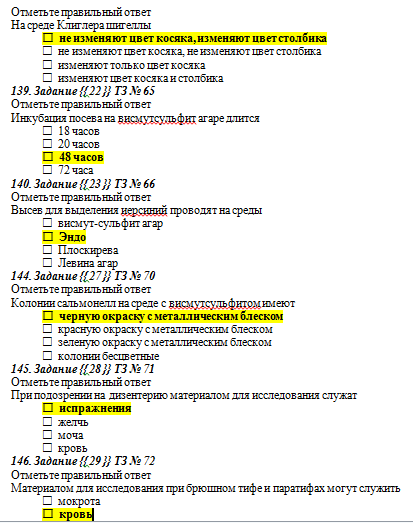 Отметьте правильный ответ
На среде Клиглера шигеллы
☐ не изменяют цвет косяка, изменяют цвет столбика
☐ не изменяют цвет косяка, не изменяют цвет столбика
☐ изменяют только цвет косяка
☐ изменяют цвет косяка и столбика
139. Задание {{22}} ТЗ № 65
Отметьте правильный ответ
Инкубация посева на висмутсульфит агаре длится
☐ 18 часов
☐ 20 часов
☐ 48 часов
☐ 72 часа
140. Задание {{23}} ТЗ № 66
Отметьте правильный ответ
Высев для выделения иерсиний проводят на среды
☐ висмут-сульфит агар
☐ Эндо
☐ Плоскирева
☐ Левина агар
144. Задание {{27}} ТЗ № 70
Отметьте правильный ответ
Колонии сальмонелл на среде с висмутсульфитом имеют
☐ черную окраску с металлическим блеском
☐ красную окраску с металлическим блеском
☐ зеленую окраску с металлическим блеском
☐ колонии бесцветные
145. Задание {{28}} ТЗ № 71
Отметьте правильный ответ
При подозрении на дизентерию материалом для исследования служат
☐ испражнения
☐ желчь
☐ моча
☐ кровь
146. Задание {{29}} ТЗ № 72
Отметьте правильный ответ
Материалом для исследования при брюшном тифе и паратифах могут служить
☐ мокрота
☐ кровь